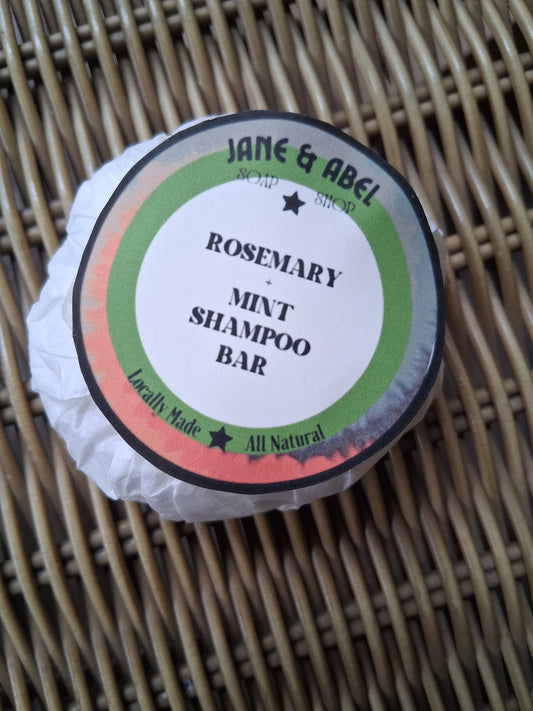 JANE & ABEL
SOAP SHOP
ROSEMARY
+
MINT
SHAMPOO
BAR
Locally Made
All Natural